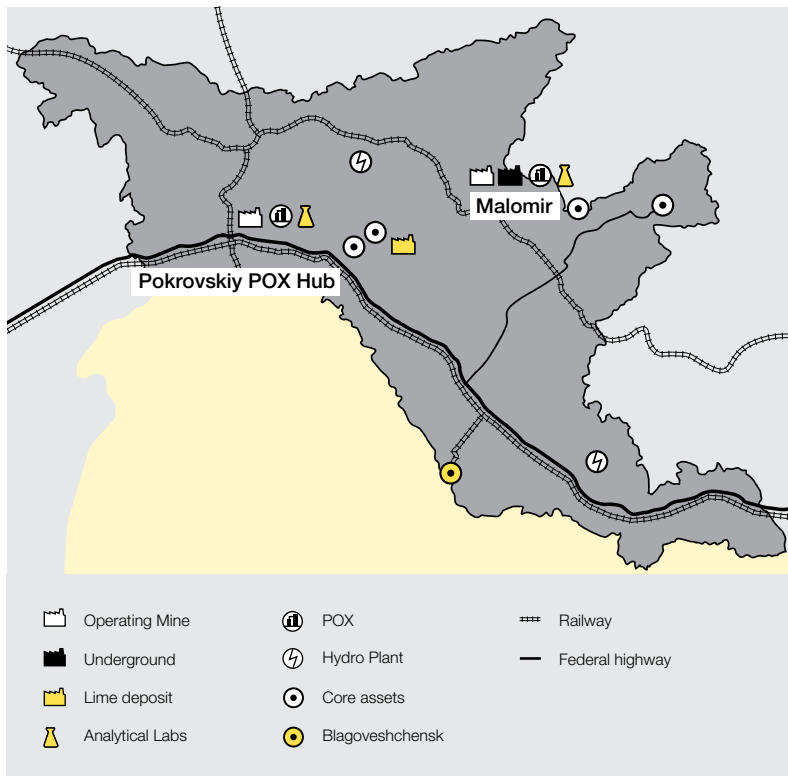 Malomir
Pokrovskiy POX Hub
Operating Mine
Underground
Lime deposit
Analytical Labs
POX
Hydro Plant
Core assets
Blagoveshchensk
Railway
Federal highway